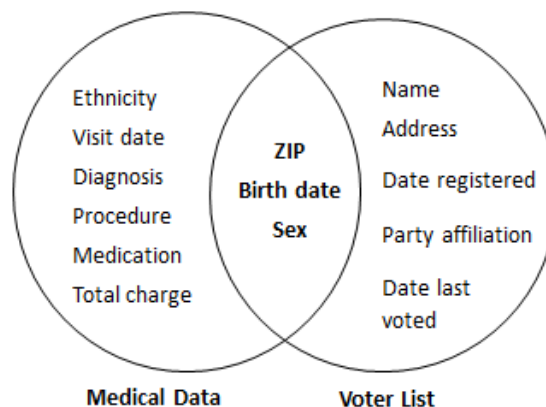 Ethnicity
Visit date
Diagnosis
Procedure
Medication
Total charge
ZIP
Birth date
Sex
Name
Address
Date registered
Party affiliation
Date last
voted
Medical Data
Voter List